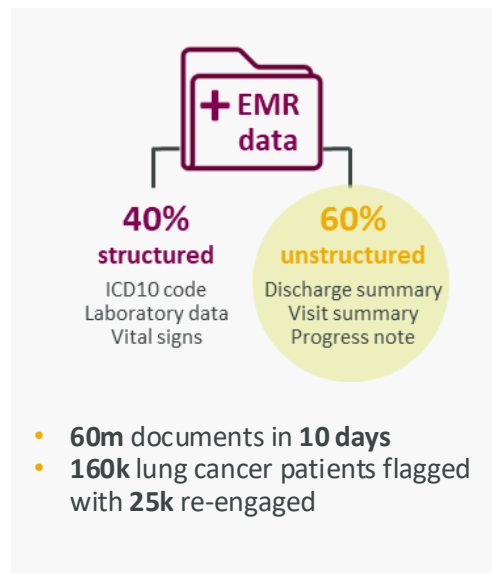 + EMR
data
40%
structured
ICD10 code
Laboratory data
Vital signs
60%
unstructured
Discharge summary
Visit summary
Progress note
• 60m documents in 10 days
• 160k lung cancer patients flagged
with 25k re-engaged